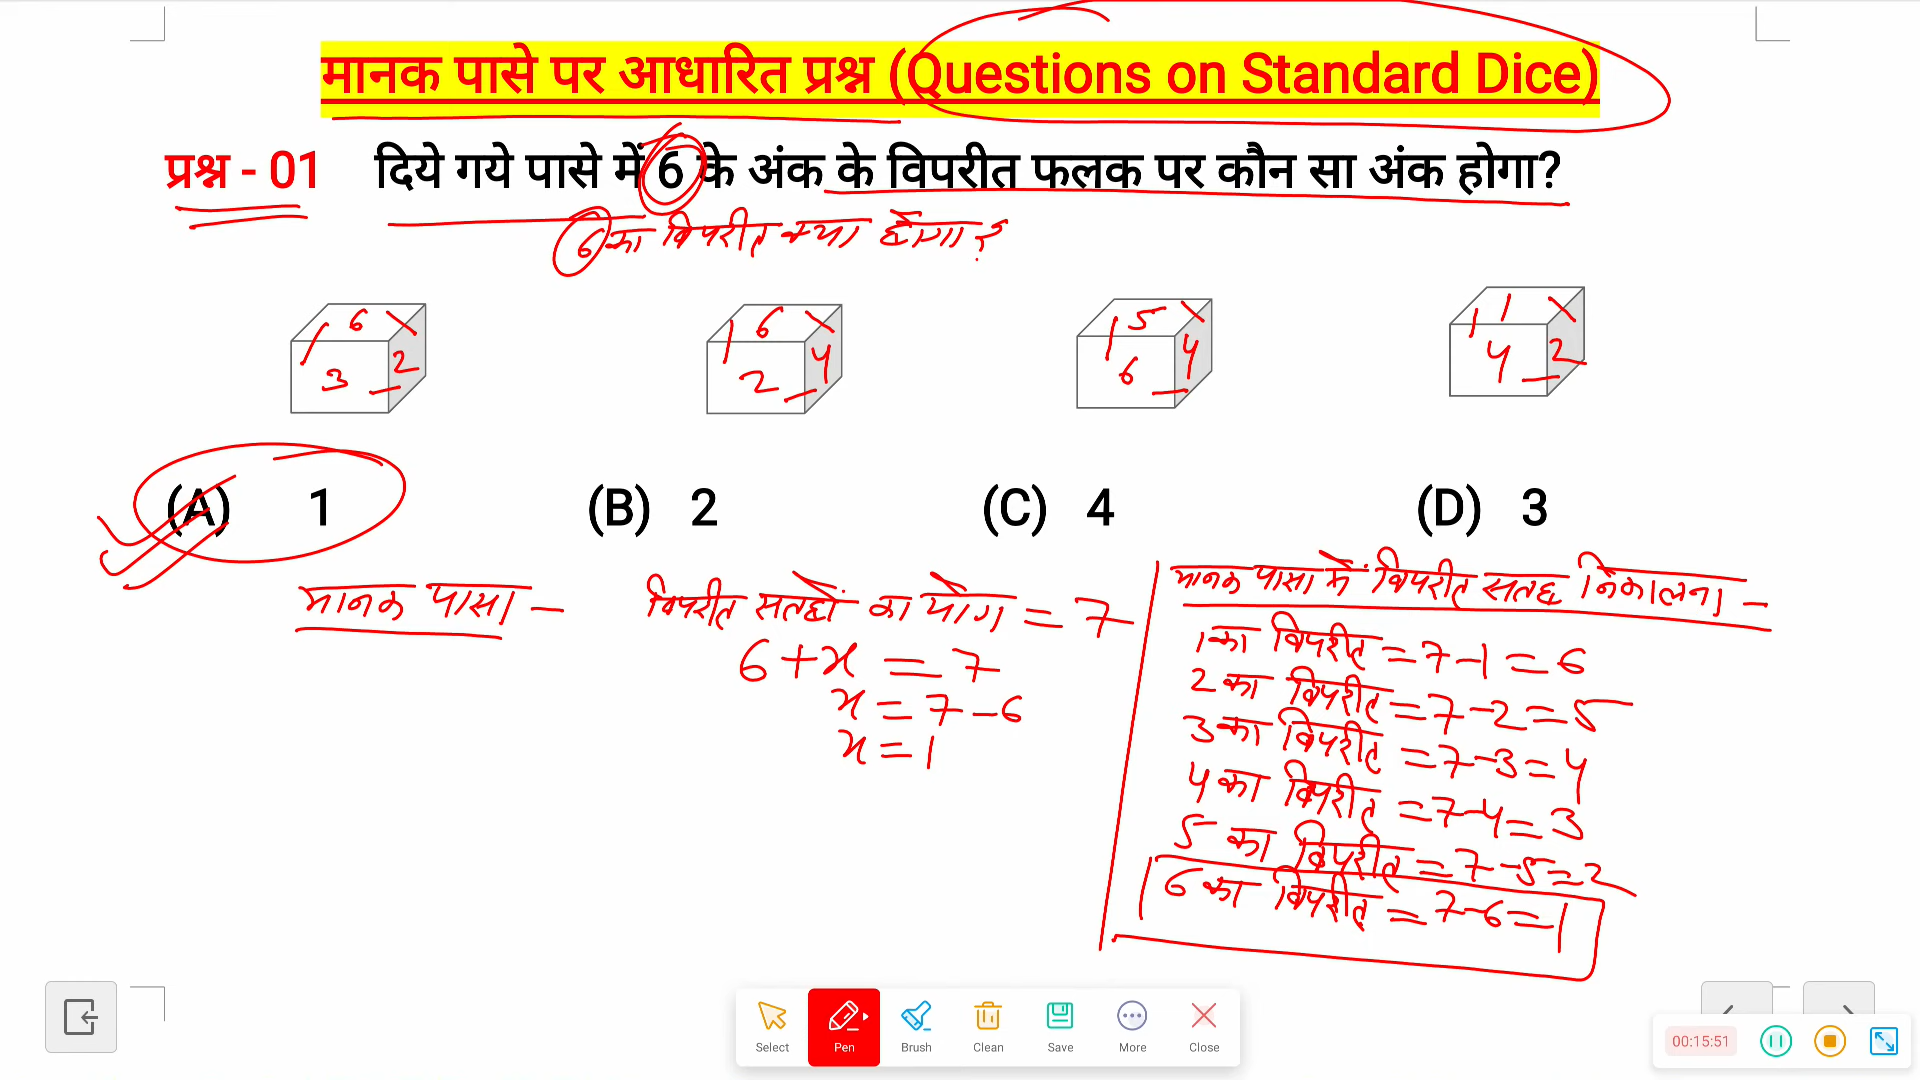 मानक पासे पर आधारित प्रश्न (Questions on Standard Dice)
प्रश्न - 01 दिये गये पासे में 6 के अंक के विपरीत फलक पर कौन सा अंक होगा?
6 का विपरीत क्या होगा?
6 3 2
6 2 4
5 6 4
1 4 2
(A) 1 (B) 2 (C) 4 (D) 3
मानक पासा - विपरीत सतहों का योग = 7
6 + x = 7
x = 7 - 6
x = 1
मानक पासा में विपरीत सतह निकालना -
1 का विपरीत = 7 - 1 = 6
2 का विपरीत = 7 - 2 = 5
3 का विपरीत = 7 - 3 = 4
4 का विपरीत = 7 - 4 = 3
5 का विपरीत = 7 - 5 = 2
6 का विपरीत = 7 - 6 = 1
Select Pen Brush Clean Save More Close
00:15:51